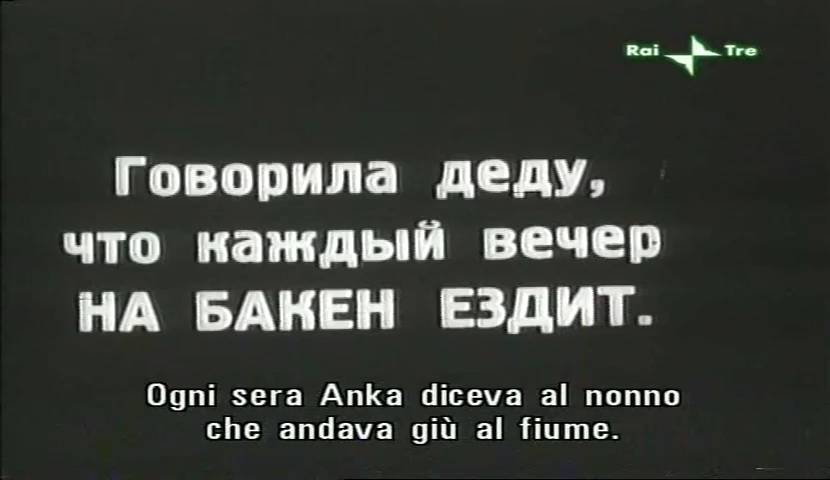 Rai Tre
Говорила деду,
что каждый вечер
НА БАКЕН ЕЗДИТ.
Ogni sera Anka diceva al nonno
che andava giù al fiume.